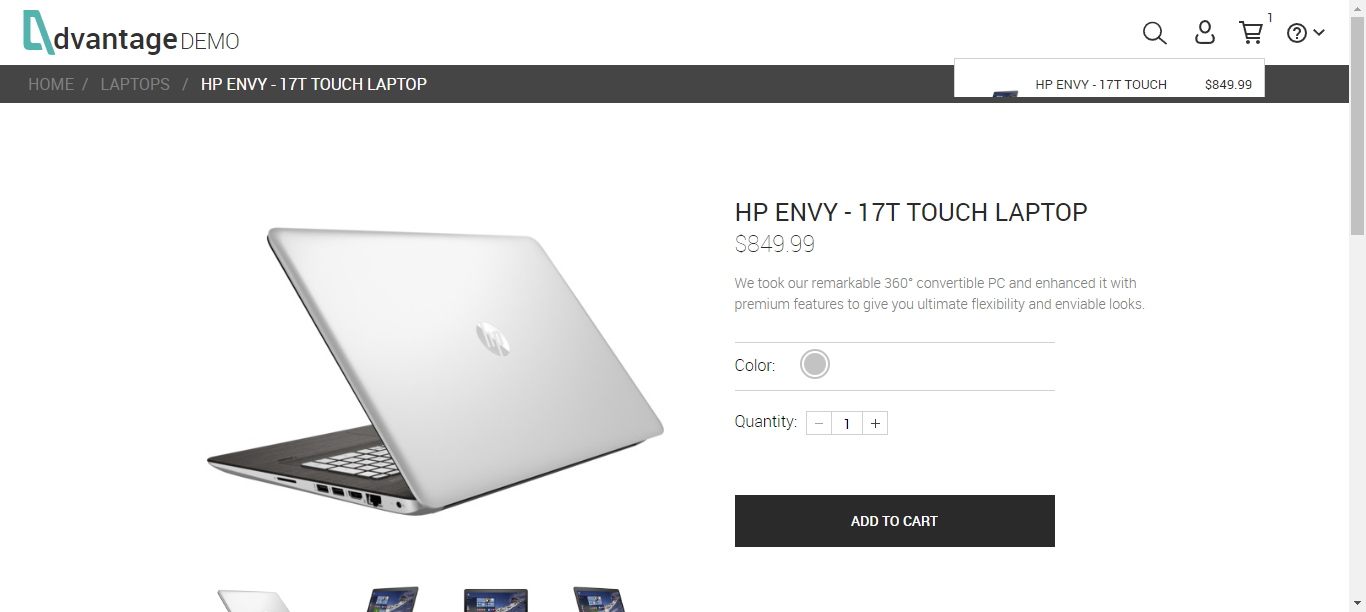 dvantage DEMO
1
HOME / LAPTOPS / HP ENVY - 17T TOUCH LAPTOP
HP ENVY - 17T TOUCH $849.99
HP ENVY - 17T TOUCH LAPTOP
$849.99
We took our remarkable 360° convertible PC and enhanced it with
premium features to give you ultimate flexibility and enviable looks.
Color:
Quantity: − 1 +
ADD TO CART